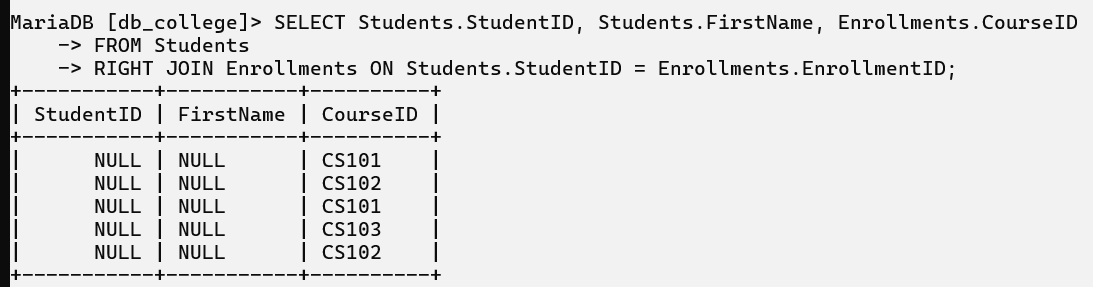 MariaDB [db_college]> SELECT Students.StudentID, Students.FirstName, Enrollments.CourseID
    -> FROM Students
    -> RIGHT JOIN Enrollments ON Students.StudentID = Enrollments.EnrollmentID;
+-----------+-----------+----------+
| StudentID | FirstName | CourseID |
+-----------+-----------+----------+
|      NULL | NULL      | CS101    |
|      NULL | NULL      | CS102    |
|      NULL | NULL      | CS101    |
|      NULL | NULL      | CS103    |
|      NULL | NULL      | CS102    |
+-----------+-----------+----------+